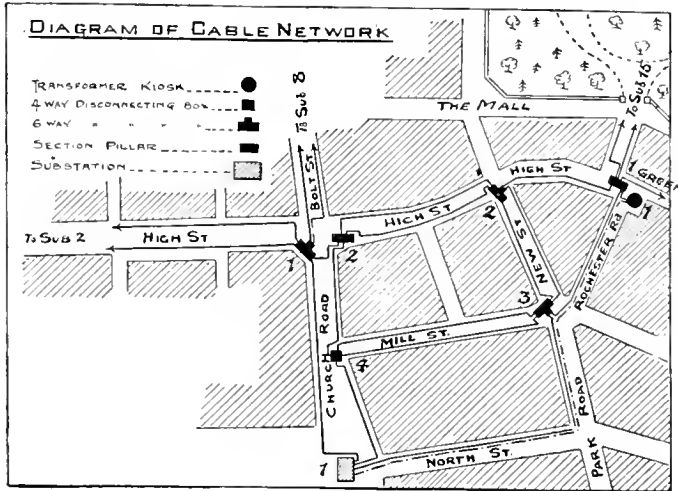 DIAGRAM OF CABLE NETWORK
TRANSFORMER KIOSK
4 WAY DISCONNECTING BOX
6 WAY " " "
SECTION PILLAR
SUBSTATION
TO SUB 8
TO SUB 16
THE MALL
BOLT ST.
HIGH ST
1
GREEN
1
HIGH ST
2
TO SUB 2
HIGH ST
1
2
NEW ST
ROCHESTER RD
3
CHURCH ROAD
MILL ST.
4
PARK ROAD
1
NORTH ST.